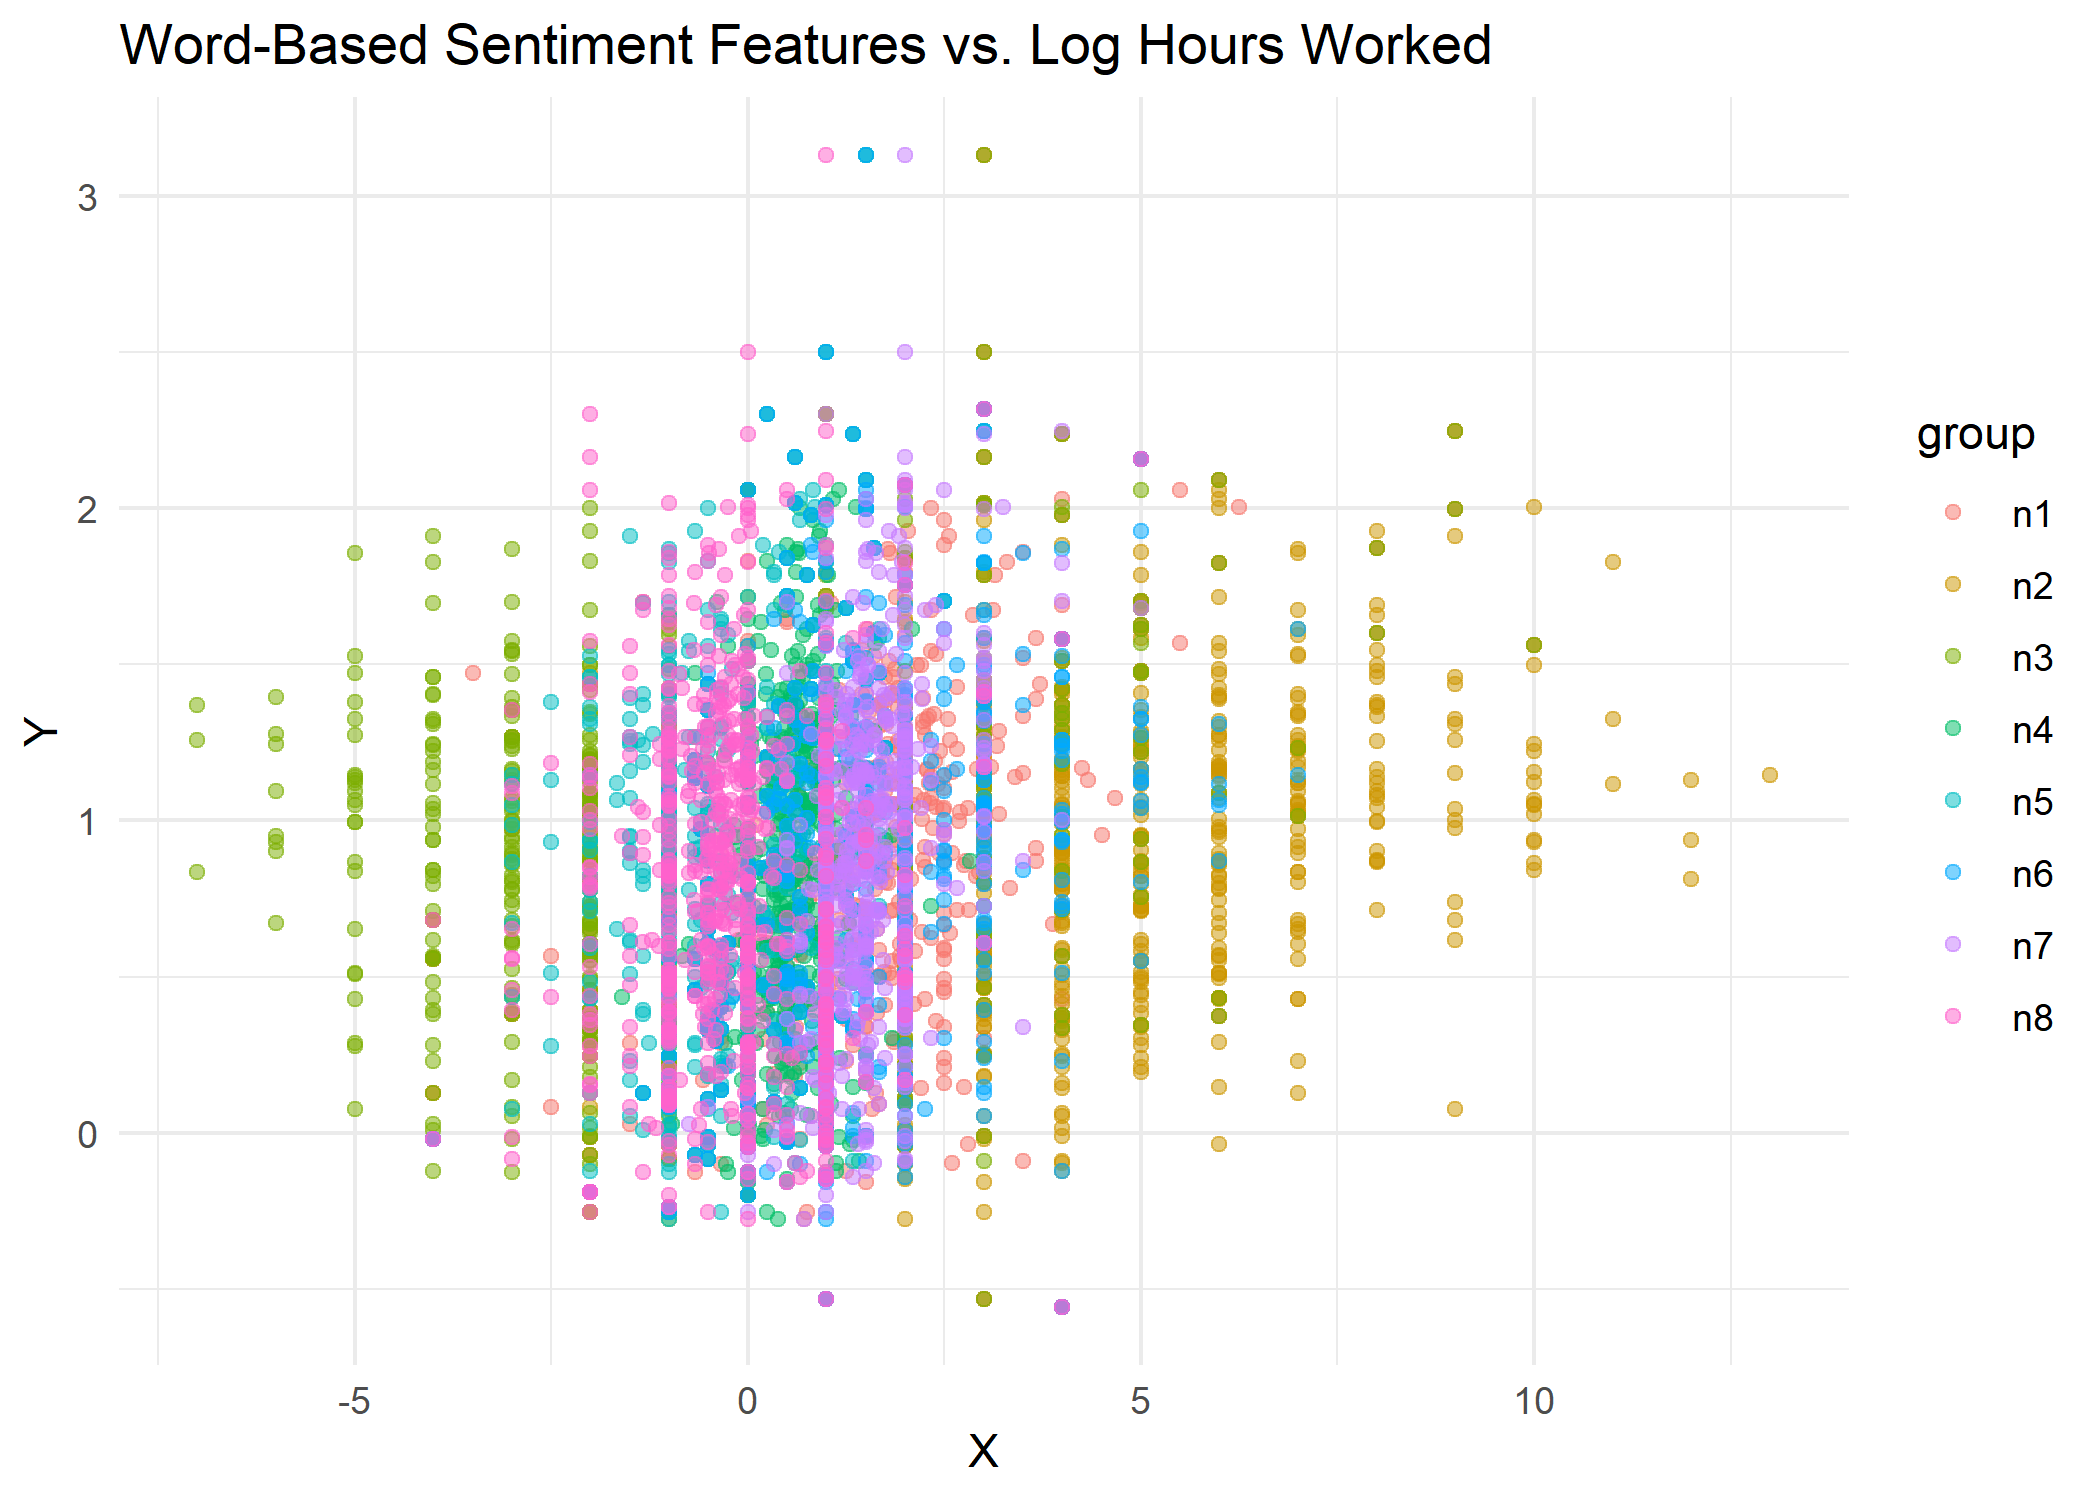 Word-Based Sentiment Features vs. Log Hours Worked
3
2
1
0
Y
-5
0
5
10
X
group
n1
n2
n3
n4
n5
n6
n7
n8